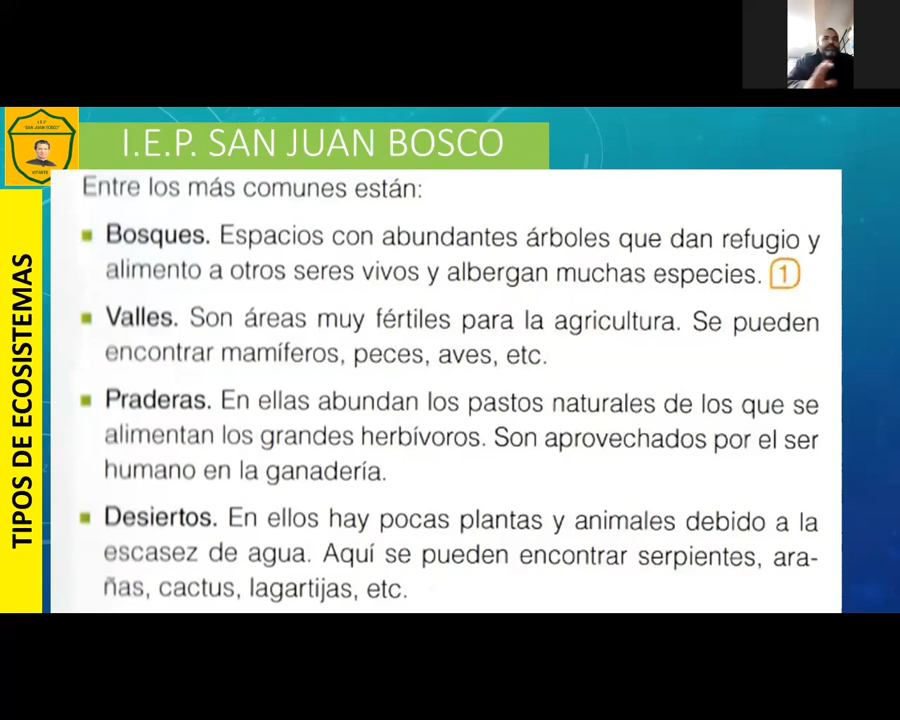 I.E.P
"SAN JUAN BOSCO"
VITARTE
I.E.P. SAN JUAN BOSCO
TIPOS DE ECOSISTEMAS
Entre los más comunes están:
Bosques. Espacios con abundantes árboles que dan refugio y
alimento a otros seres vivos y albergan muchas especies. 1
Valles. Son áreas muy fértiles para la agricultura. Se pueden
encontrar mamíferos, peces, aves, etc.
Praderas. En ellas abundan los pastos naturales de los que se
alimentan los grandes herbívoros. Son aprovechados por el ser
humano en la ganadería.
Desiertos. En ellos hay pocas plantas y animales debido a la
escasez de agua. Aquí se pueden encontrar serpientes, ara-
ñas, cactus, lagartijas, etc.